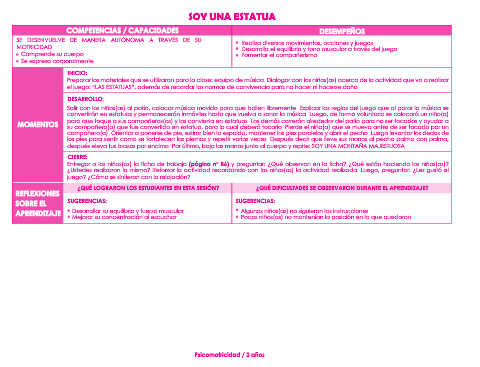 SOY UNA ESTATUA
COMPETENCIAS / CAPACIDADES
DESEMPEÑOS
SE DESENVUELVE DE MANERA AUTÓNOMA A TRAVÉS DE SU
MOTRICIDAD
• Comprende su cuerpo
• Se expresa corporalmente
• Realiza diversos movimientos, acciones y juegos
• Desarrolla el equilibrio y tono muscular a través del juego
• Fomentar el compañerismo
MOMENTOS
INICIO:
Preparar los materiales que se utilizaran para la clase: equipo de música. Dialogar con los niños(as) acerca de la actividad que va a realizar
el juego: "LAS ESTATUAS", además de recordar las normas de convivencia para no hacer ni hacerse daño.
DESARROLLO:
Salir con los niños(as) al patio, colocar música movida para que bailen libremente. Explicar las reglas del juego que al parar la música se
convertirán en estatuas y permanecerán inmóviles hasta que vuelva a sonar la música. Luego, de forma voluntaria se colocará un niño(a)
para que toque a sus compañeros(as) y los convierta en estatuas. Los demás correrán alrededor del patio para no ser tocados y ayudar a
su compañero(a) que fue convertido en estatua, para lo cual deberá tocarlo. Pierde el niño(a) que se mueva antes de ser tocado por un
compañero(a). Orientar a ponerse de pie, estirar bien la espalda, mantener los pies paralelos y abrir el pecho. Luego levantar los dedos de
los pies para sentir como se fortalecen las piernas y repetir varias veces. Después decir que lleve sus manos al pecho palma con palma,
después eleva tus brazos por encima. Por último, baja las manos junto al cuerpo y repite: SOY UNA MONTAÑA MAJESTUOSA
CIERRE:
Entregar a los niños(as) la ficha de trabajo (página n° 86) y preguntar: ¿Qué observan en la ficha? ¿Qué están haciendo los niños(as)?
¿Ustedes realizaron lo mismo? Reforzar la actividad recordando con los niños(as) la actividad realizada. Luego, preguntar: ¿Les gustó el
juego? ¿Cómo se sintieron con la relajación?
REFLEXIONES
SOBRE EL
APRENDIZAJE
¿QUÉ LOGRARON LOS ESTUDIANTES EN ESTA SESIÓN?
¿QUÉ DIFICULTADES SE OBSERVARON DURANTE EL APRENDIZAJE?
SUGERENCIAS:
• Desarrollar su equilibrio y fuerza muscular
• Mejorar su concentración al escuchar
SUGERENCIAS:
• Algunos niños(as) no siguieron las instrucciones
• Pocos niños(as) no mantenían la posición en la que quedaron
Psicomotricidad / 3 años